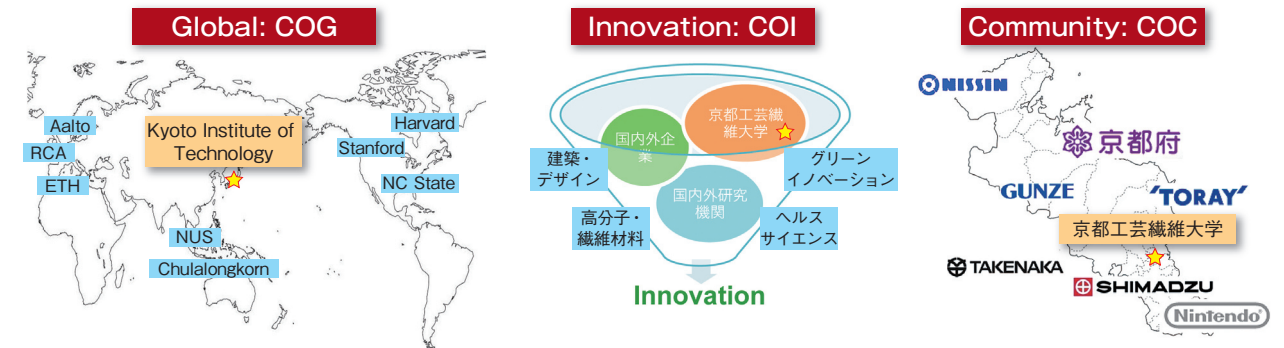 Global: COG
Aalto
RCA
ETH
Kyoto Institute of
Technology
Harvard
Stanford
NC State
NUS
Chulalongkorn
Innovation: COI
京都工芸繊
維大学
国内外企
業
国内外研究
機関
建築・
デザイン
グリーン
イノベーション
高分子・
繊維材料
ヘルス
サイエンス
Innovation
Community: COC
NISSIN
京都府
GUNZE
'TORAY'
京都工芸繊維大学
TAKENAKA
SHIMADZU
Nintendo